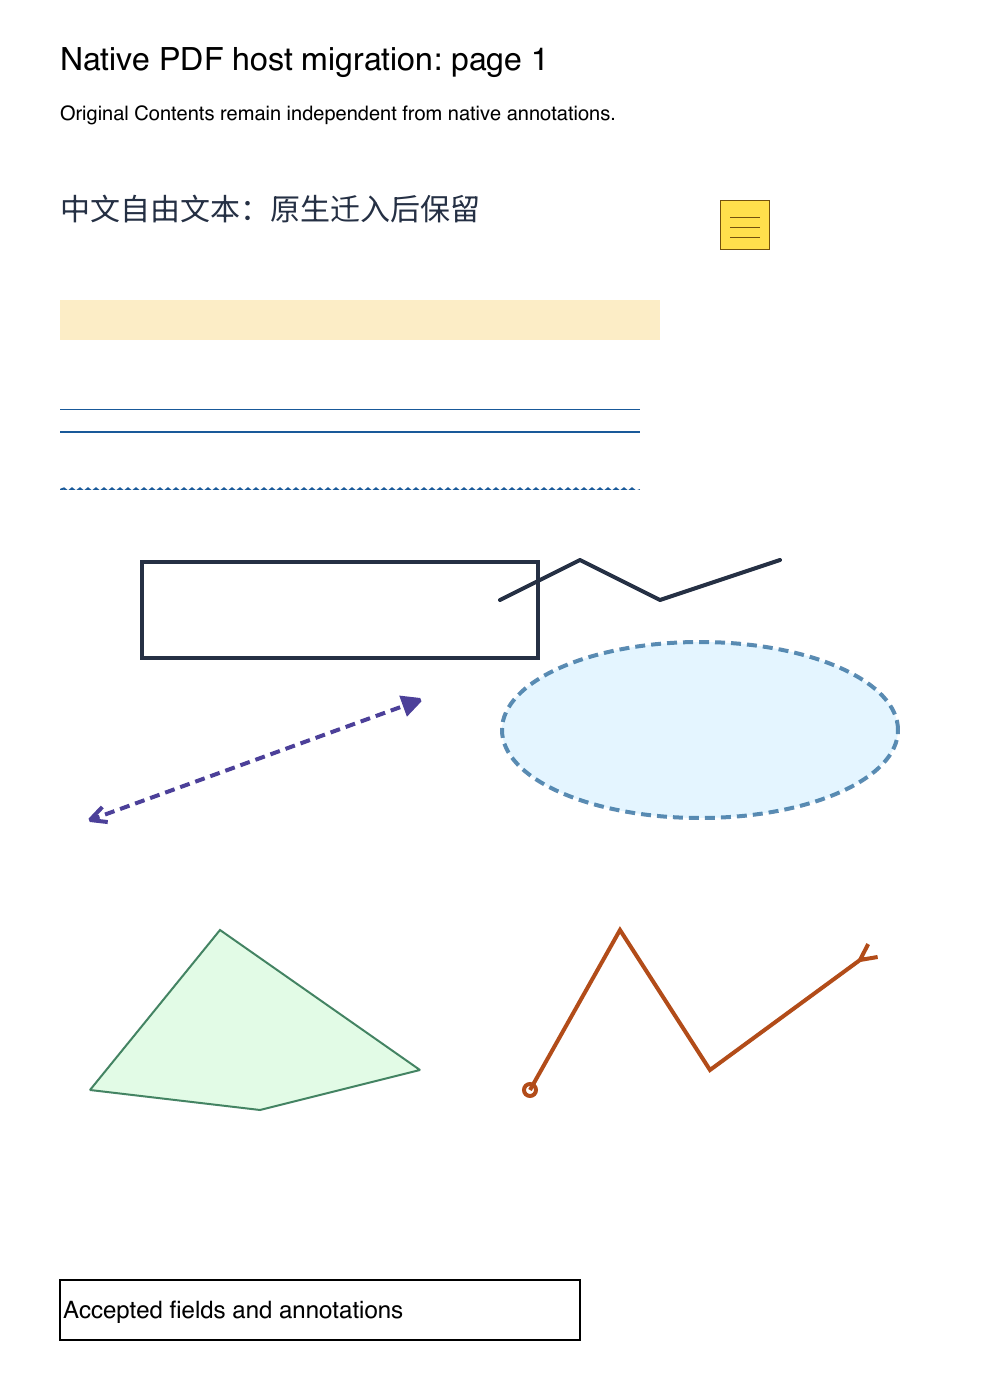 Native PDF host migration: page 1
Original Contents remain independent from native annotations.
中文自由文本：原生迁入后保留
Accepted fields and annotations